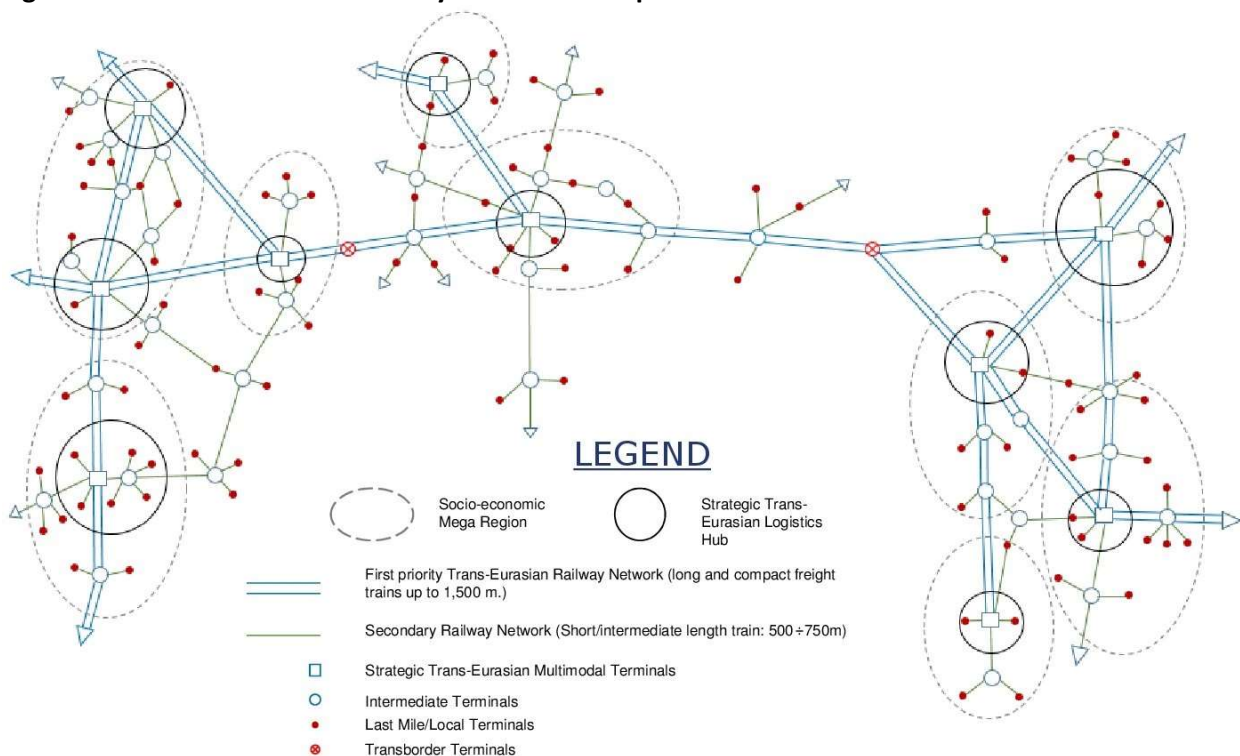 LEGEND
Socio-economic
Mega Region
Strategic Trans-
Eurasian Logistics
Hub
First priority Trans-Eurasian Railway Network (long and compact freight
trains up to 1,500 m.)
Secondary Railway Network (Short/intermediate length train: 500÷750m)
Strategic Trans-Eurasian Multimodal Terminals
Intermediate Terminals
Last Mile/Local Terminals
Transborder Terminals